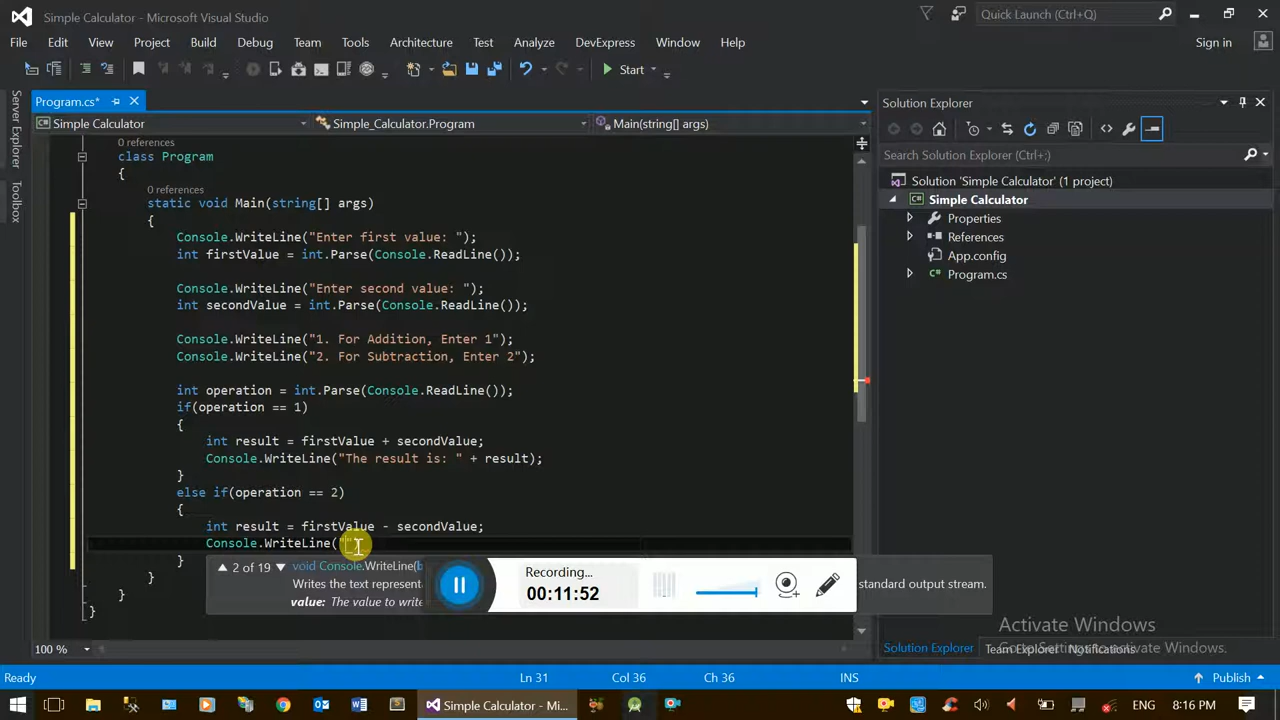 Simple Calculator - Microsoft Visual Studio
Quick Launch (Ctrl+Q)
File Edit View Project Build Debug Team Tools Architecture Test Analyze DevExpress Window Help
Sign in
Start
Server Explorer
Toolbox
Program.cs*
Simple Calculator
Simple_Calculator.Program
Main(string[] args)
0 references
class Program
{
0 references
static void Main(string[] args)
{
Console.WriteLine("Enter first value: ");
int firstValue = int.Parse(Console.ReadLine());
Console.WriteLine("Enter second value: ");
int secondValue = int.Parse(Console.ReadLine());
Console.WriteLine("1. For Addition, Enter 1");
Console.WriteLine("2. For Subtraction, Enter 2");
int operation = int.Parse(Console.ReadLine());
if(operation == 1)
{
int result = firstValue + secondValue;
Console.WriteLine("The result is: " + result);
}
else if(operation == 2)
{
int result = firstValue - secondValue;
Console.WriteLine("
}
}
}
}
2 of 19
void Console.WriteLine(
Writes the text represent
standard output stream.
value: The value to write
Recording...
00:11:52
Solution Explorer
Search Solution Explorer (Ctrl+;)
Solution 'Simple Calculator' (1 project)
Simple Calculator
Properties
References
App.config
Program.cs
Activate Windows
Solution Explorer Team Explorer Notifications
to activate Windows.
100 %
Ready
Ln 31
Col 36
Ch 36
INS
Publish
Simple Calculator - Mi...
ENG
8:16 PM